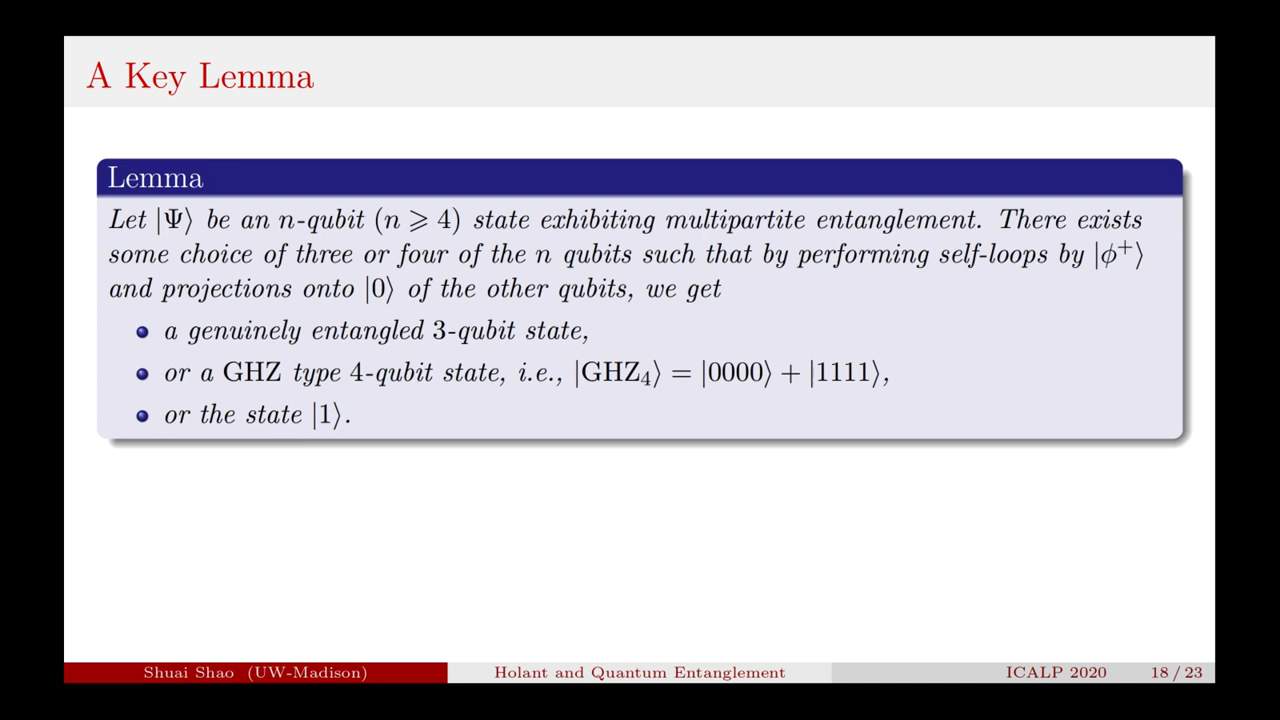 A Key Lemma
Lemma
Let |Ψ⟩ be an n-qubit (n ⩾ 4) state exhibiting multipartite entanglement. There exists
some choice of three or four of the n qubits such that by performing self-loops by |ϕ⁺⟩
and projections onto |0⟩ of the other qubits, we get
a genuinely entangled 3-qubit state,
or a GHZ type 4-qubit state, i.e., |GHZ₄⟩ = |0000⟩ + |1111⟩,
or the state |1⟩.
Shuai Shao (UW-Madison) Holant and Quantum Entanglement ICALP 2020 18 / 23